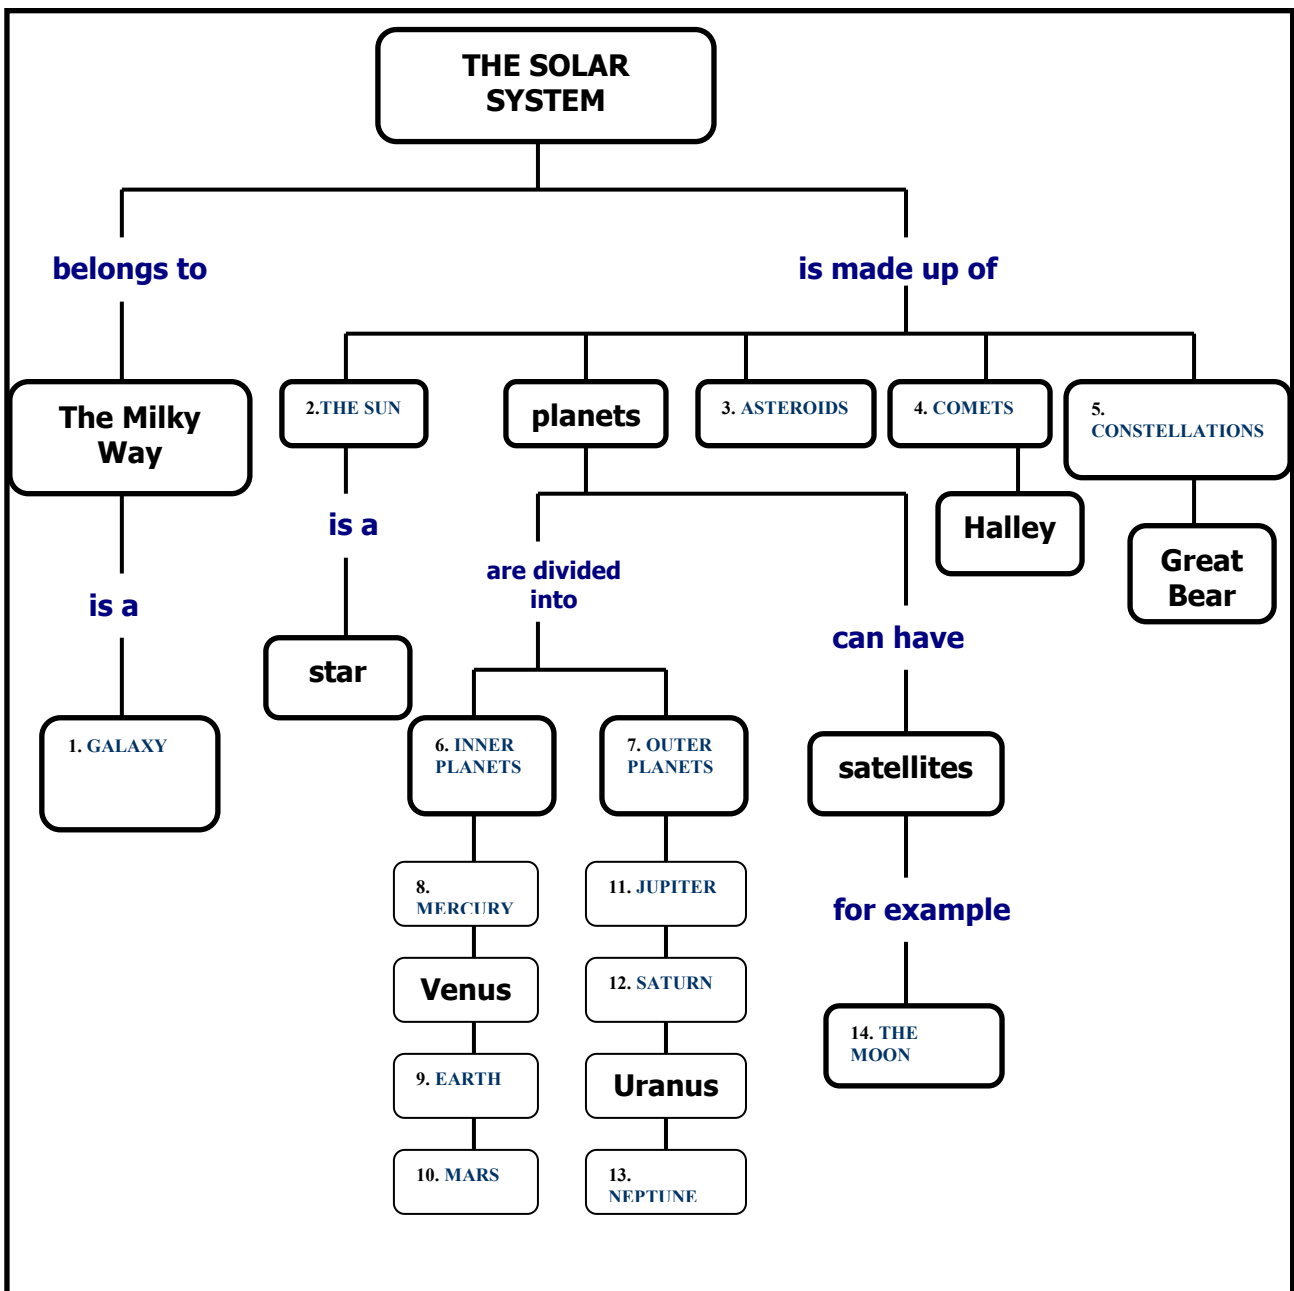 THE SOLAR
SYSTEM
belongs to
is made up of
The Milky
Way
2.THE SUN
planets
3. ASTEROIDS
4. COMETS
5.
CONSTELLATIONS
is a
Halley
are divided
into
Great
Bear
is a
can have
star
1. GALAXY
6. INNER
PLANETS
7. OUTER
PLANETS
satellites
8.
MERCURY
11. JUPITER
for example
Venus
12. SATURN
14. THE
MOON
9. EARTH
Uranus
10. MARS
13.
NEPTUNE